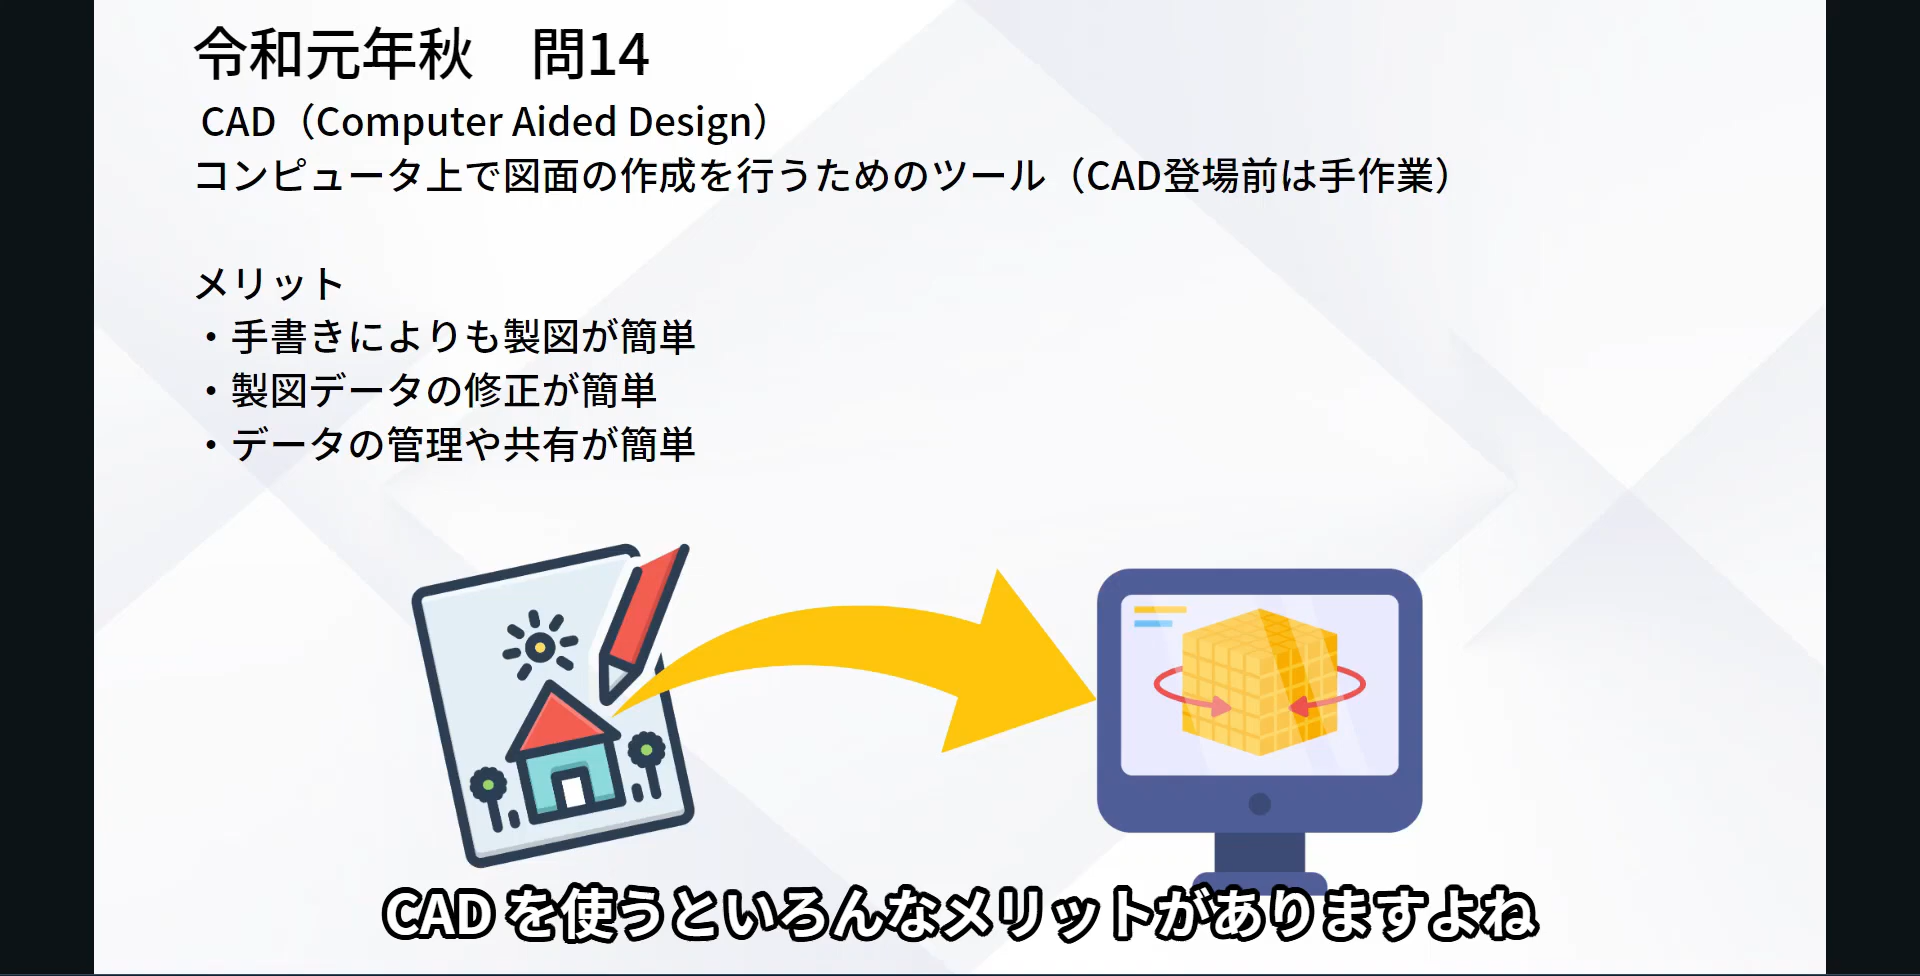 令和元年秋　問14
CAD（Computer Aided Design）
コンピュータ上で図面の作成を行うためのツール（CAD登場前は手作業）
メリット
・手書きによりも製図が簡単
・製図データの修正が簡単
・データの管理や共有が簡単
CAD を使うといろんなメリットがありますよね